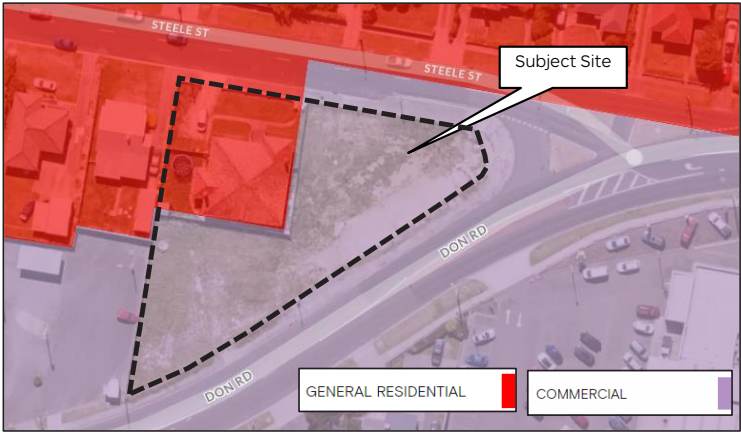 STEELE ST
STEELE ST
Subject Site
DON RD
DON RD
GENERAL RESIDENTIAL
COMMERCIAL